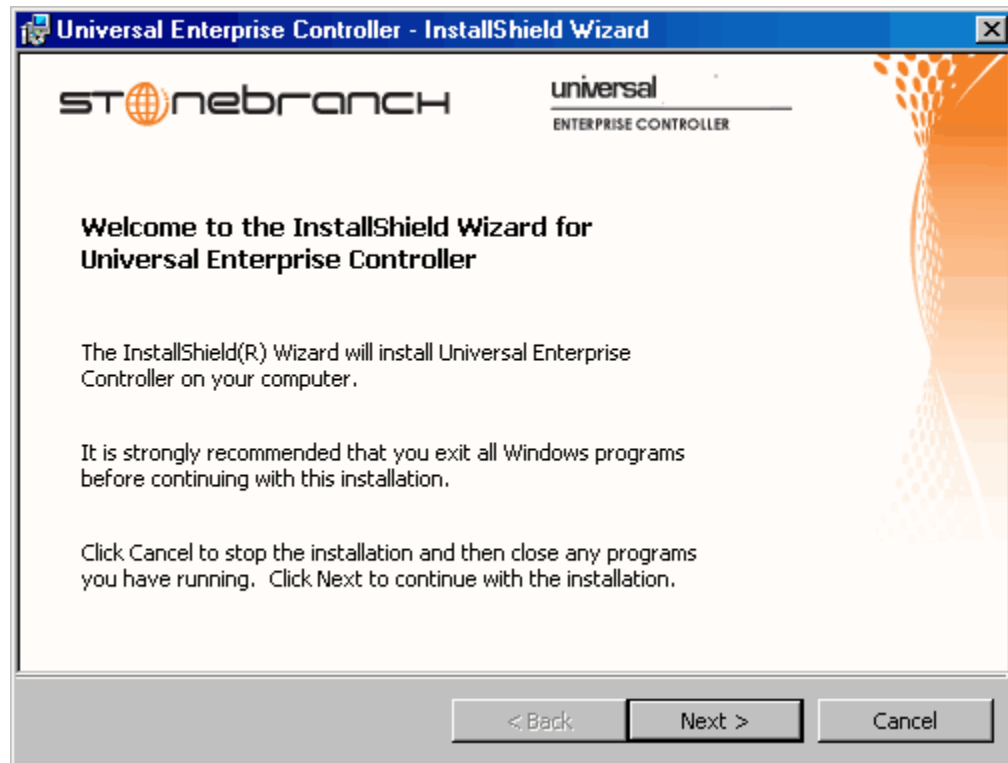 Universal Enterprise Controller - InstallShield Wizard
stonebranch
universal
ENTERPRISE CONTROLLER
Welcome to the InstallShield Wizard for
Universal Enterprise Controller
The InstallShield(R) Wizard will install Universal Enterprise
Controller on your computer.
It is strongly recommended that you exit all Windows programs
before continuing with this installation.
Click Cancel to stop the installation and then close any programs
you have running.  Click Next to continue with the installation.
< Back
Next >
Cancel